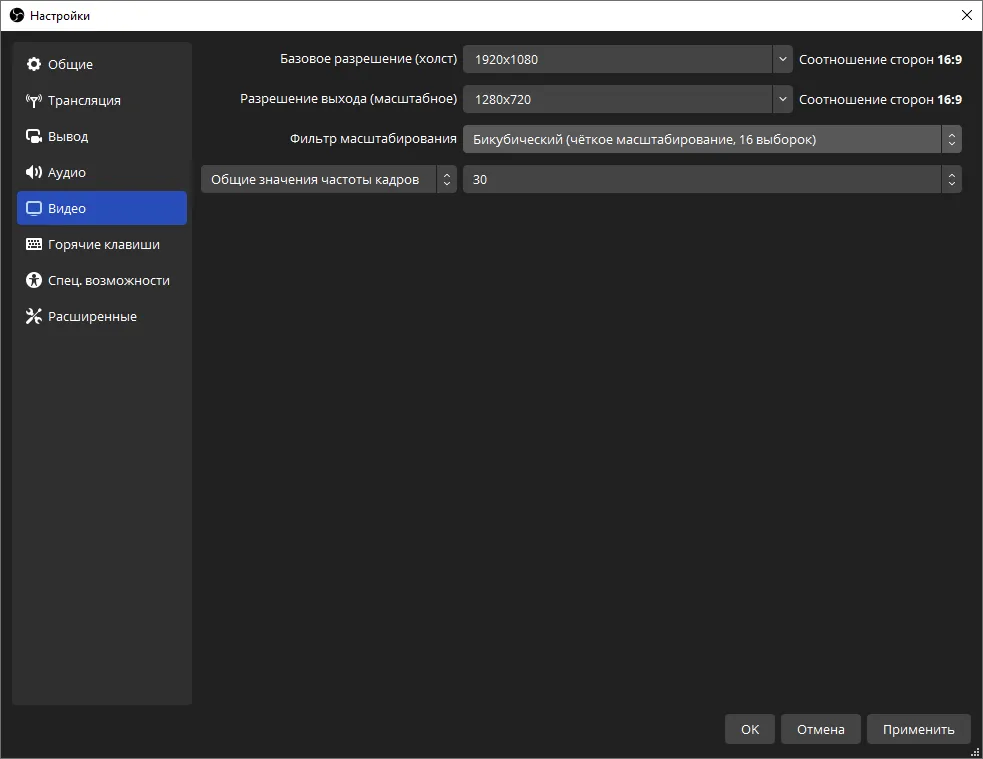 Настройки
Общие
Трансляция
Вывод
Аудио
Видео
Горячие клавиши
Спец. возможности
Расширенные
Базовое разрешение (холст) 1920x1080 Соотношение сторон 16:9
Разрешение выхода (масштабное) 1280x720 Соотношение сторон 16:9
Фильтр масштабирования Бикубический (чёткое масштабирование, 16 выборок)
Общие значения частоты кадров 30
OK Отмена Применить